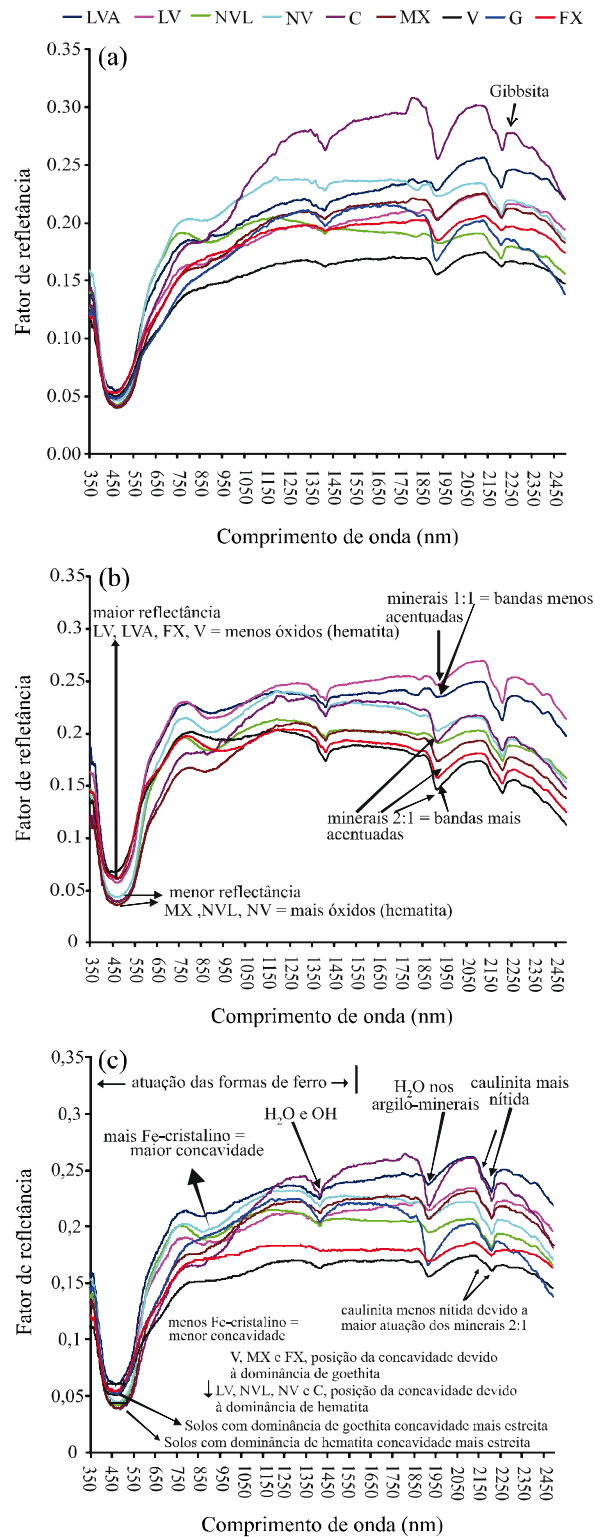 LVA LV NVL NV C MX V G FX
(a)
Gibbsita
Fator de refletância
0.35
0.30
0.25
0.20
0.15
0.10
0.05
0.00
350 450 550 650 750 850 950 1050 1150 1250 1350 1450 1550 1650 1750 1850 1950 2050 2150 2250 2350 2450
Comprimento de onda (nm)
(b)
maior reflectância
LV, LVA, FX, V = menos óxidos (hematita)
minerais 1:1 = bandas menos
acentuadas
minerais 2:1 = bandas mais
acentuadas
menor reflectância
MX ,NVL, NV = mais óxidos (hematita)
Fator de refletância
0.35
0.3
0.25
0.2
0.15
0.1
0.05
0
350 450 550 650 750 850 950 1050 1150 1250 1350 1450 1550 1650 1750 1850 1950 2050 2150 2250 2350 2450
Comprimento de onda (nm)
(c)
atuação das formas de ferro
H2O e OH
H2O nos
argilo-minerais
caulinita mais
nítida
mais Fe-cristalino =
maior concavidade
menos Fe-cristalino =
menor concavidade
caulinita menos nítida devido a
maior atuação dos minerais 2:1
V, MX e FX, posição da concavidade devido
à dominância de goethita
LV, NVL, NV e C, posição da concavidade devido
à dominância de hematita
Solos com dominância de goethita concavidade mais estreita
Solos com dominância de hematita concavidade mais estreita
Fator de refletância
0,35
0,3
0,25
0,2
0,15
0,1
0,05
0
350 450 550 650 750 850 950 1050 1150 1250 1350 1450 1550 1650 1750 1850 1950 2050 2150 2250 2350 2450
Comprimento de onda (nm)